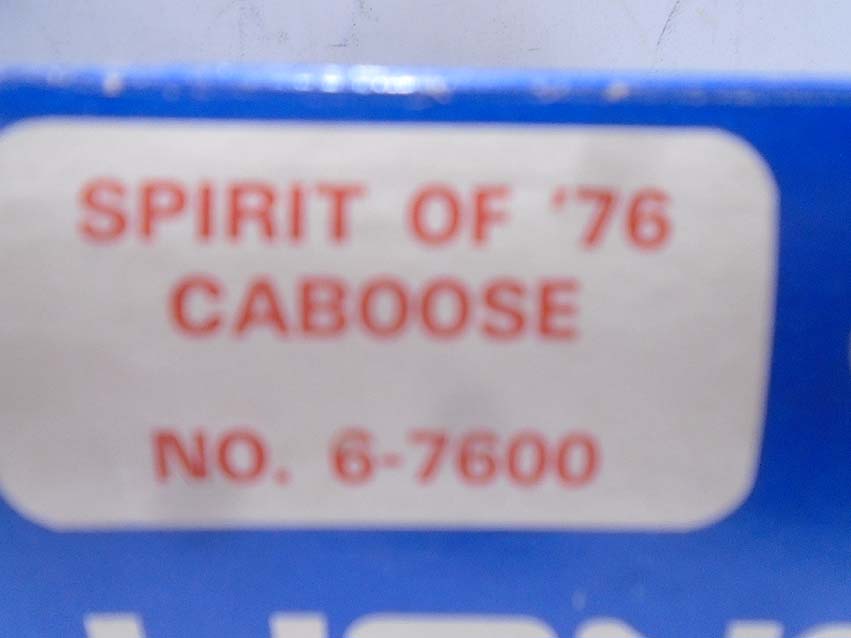 SPIRIT OF '76
CABOOSE
NO. 6-7600